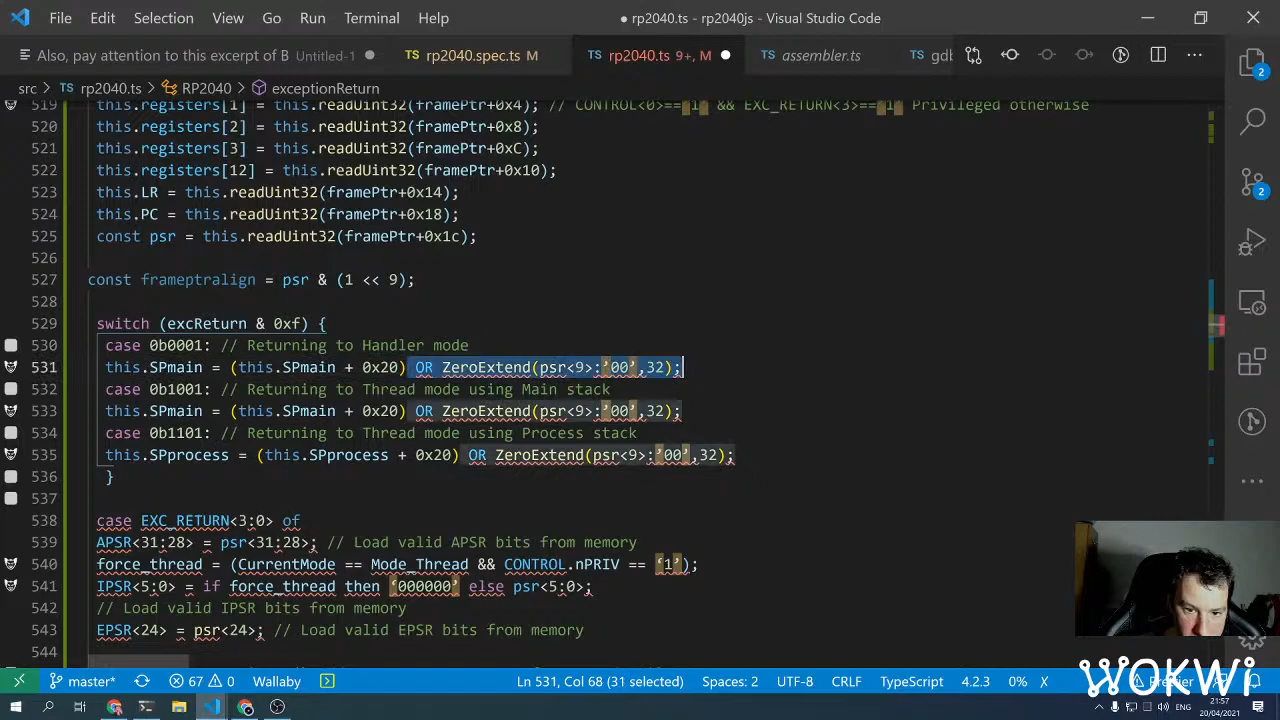 File Edit Selection View Go Run Terminal Help
● rp2040.ts - rp2040js - Visual Studio Code
Also, pay attention to this excerpt of B Untitled-1 ●
TS rp2040.spec.ts M
TS rp2040.ts 9+, M ●
TS assembler.ts
TS gdb
src > TS rp2040.ts > RP2040 > exceptionReturn
519 this.registers[1] = this.readUint32(framePtr+0x4); // CONTROL<0>=='1' && EXC_RETURN<3>=='1' Privileged otherwise
520 this.registers[2] = this.readUint32(framePtr+0x8);
521 this.registers[3] = this.readUint32(framePtr+0xC);
522 this.registers[12] = this.readUint32(framePtr+0x10);
523 this.LR = this.readUint32(framePtr+0x14);
524 this.PC = this.readUint32(framePtr+0x18);
525 const psr = this.readUint32(framePtr+0x1c);
526
527 const frameptralign = psr & (1 << 9);
528
529 switch (excReturn & 0xf) {
530 case 0b0001: // Returning to Handler mode
531 this.SPmain = (this.SPmain + 0x20) OR ZeroExtend(psr<9>:’00’,32);
532 case 0b1001: // Returning to Thread mode using Main stack
533 this.SPmain = (this.SPmain + 0x20) OR ZeroExtend(psr<9>:’00’,32);
534 case 0b1101: // Returning to Thread mode using Process stack
535 this.SPprocess = (this.SPprocess + 0x20) OR ZeroExtend(psr<9>:’00’,32);
536 }
537
538 case EXC_RETURN<3:0> of
539 APSR<31:28> = psr<31:28>; // Load valid APSR bits from memory
540 force_thread = (CurrentMode == Mode_Thread && CONTROL.nPRIV == ‘1’);
541 IPSR<5:0> = if force_thread then ‘000000’ else psr<5:0>;
542 // Load valid IPSR bits from memory
543 EPSR<24> = psr<24>; // Load valid EPSR bits from memory
544
2
2
WOKWi
master* 67 0 Wallaby Ln 531, Col 68 (31 selected) Spaces: 2 UTF-8 CRLF TypeScript 4.2.3 0% X Prettier
ENG 21:57
20/04/2021